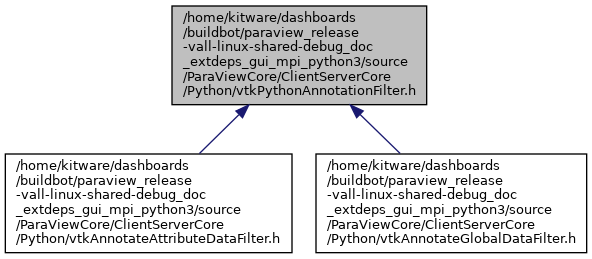 /home/kitware/dashboards
/buildbot/paraview_release
-vall-linux-shared-debug_doc
_extdeps_gui_mpi_python3/source
/ParaViewCore/ClientServerCore
/Python/vtkPythonAnnotationFilter.h
/home/kitware/dashboards
/buildbot/paraview_release
-vall-linux-shared-debug_doc
_extdeps_gui_mpi_python3/source
/ParaViewCore/ClientServerCore
/Python/vtkAnnotateAttributeDataFilter.h
/home/kitware/dashboards
/buildbot/paraview_release
-vall-linux-shared-debug_doc
_extdeps_gui_mpi_python3/source
/ParaViewCore/ClientServerCore
/Python/vtkAnnotateGlobalDataFilter.h